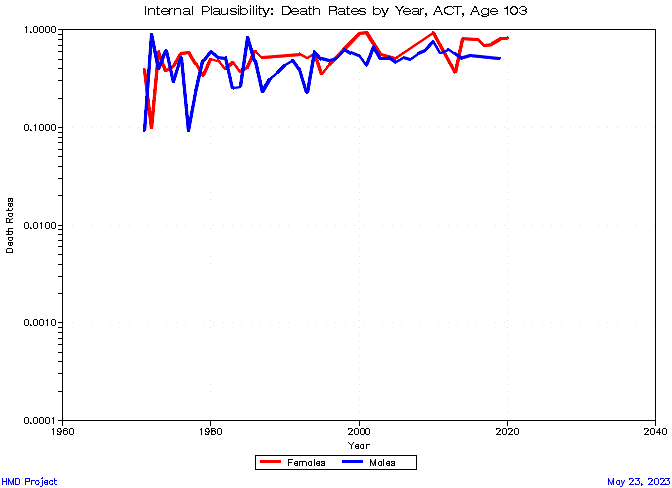 Internal Plausibility: Death Rates by Year, ACT, Age 103
1.0000
0.1000
0.0100
0.0010
0.0001
Death Rates
1960
1980
2000
2020
2040
Year
Females
Males
HMD Project
May 23, 2023